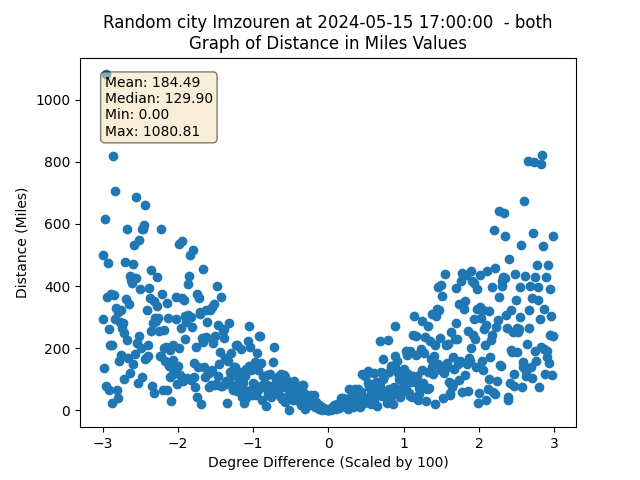 Random city Imzouren at 2024-05-15 17:00:00  - both
Graph of Distance in Miles Values
Mean: 184.49
Median: 129.90
Min: 0.00
Max: 1080.81
1000
800
600
400
200
0
Distance (Miles)
−3 −2 −1 0 1 2 3
Degree Difference (Scaled by 100)